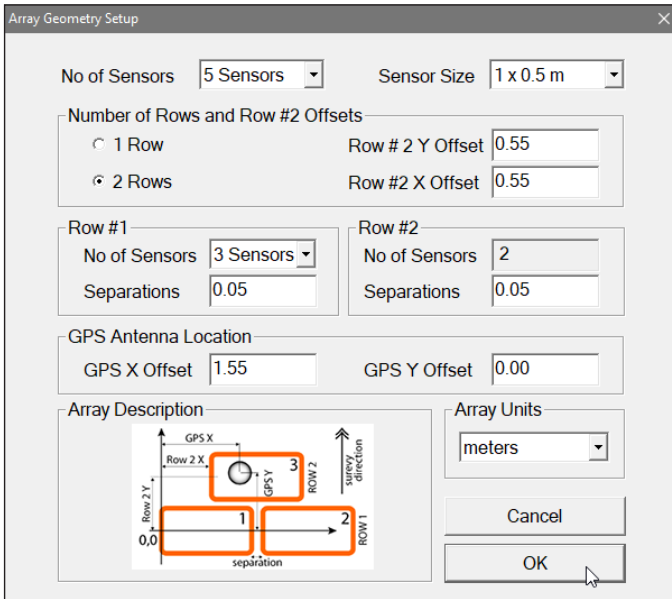 Array Geometry Setup
No of Sensors 5 Sensors Sensor Size 1 x 0.5 m
Number of Rows and Row #2 Offsets
1 Row Row # 2 Y Offset 0.55
2 Rows Row #2 X Offset 0.55
Row #1 Row #2
No of Sensors 3 Sensors No of Sensors 2
Separations 0.05 Separations 0.05
GPS Antenna Location
GPS X Offset 1.55 GPS Y Offset 0.00
Array Description Array Units
meters
GPS X
Row 2 X
3
ROW 2
surevy
direction
GPS Y
Row 2 Y
1
2
ROW 1
0,0
separation
Cancel
OK